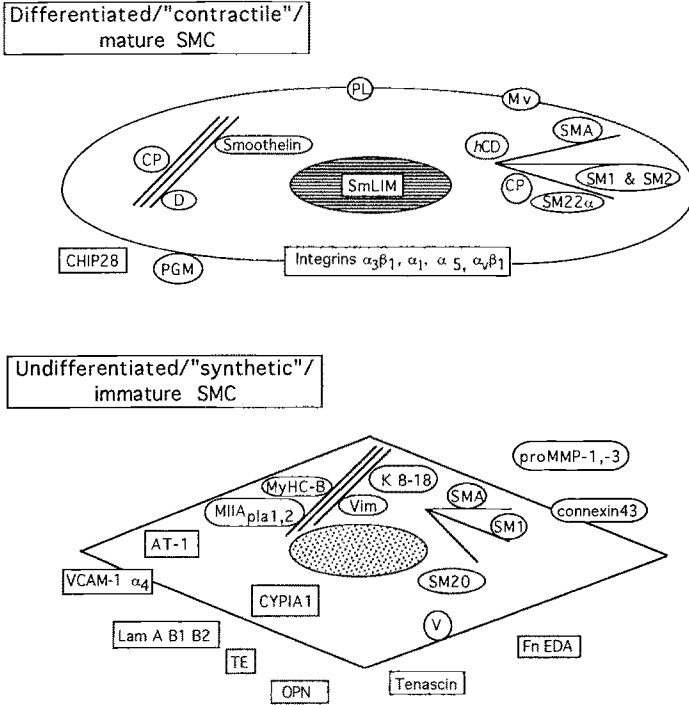 Differentiated/"contractile"/
mature SMC
PL
Mv
SMA
Smoothelin
hCD
CP
SmLIM
SM1 & SM2
CP
D
SM22α
CHIP28
PGM
Integrins α3β1, α1, α 5, αvβ1
Undifferentiated/"synthetic"/
immature SMC
proMMP-1,-3
MyHC-B
K 8-18
SMA
MIIApla1,2
Vim
connexin43
SM1
AT-1
VCAM-1 α4
SM20
CYPIA1
V
Lam A B1 B2
Fn EDA
TE
Tenascin
OPN